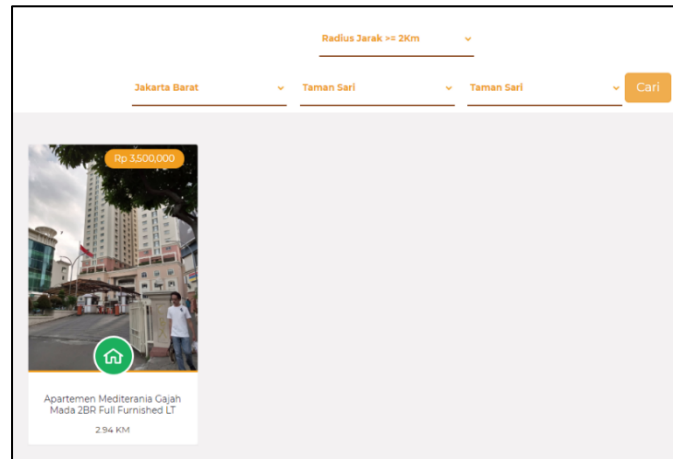 Radius Jarak >= 2Km
Jakarta Barat
Taman Sari
Taman Sari
Cari
Rp 3,500,000
Apartemen Mediterania Gajah
Mada 2BR Full Furnished LT
2.94 KM